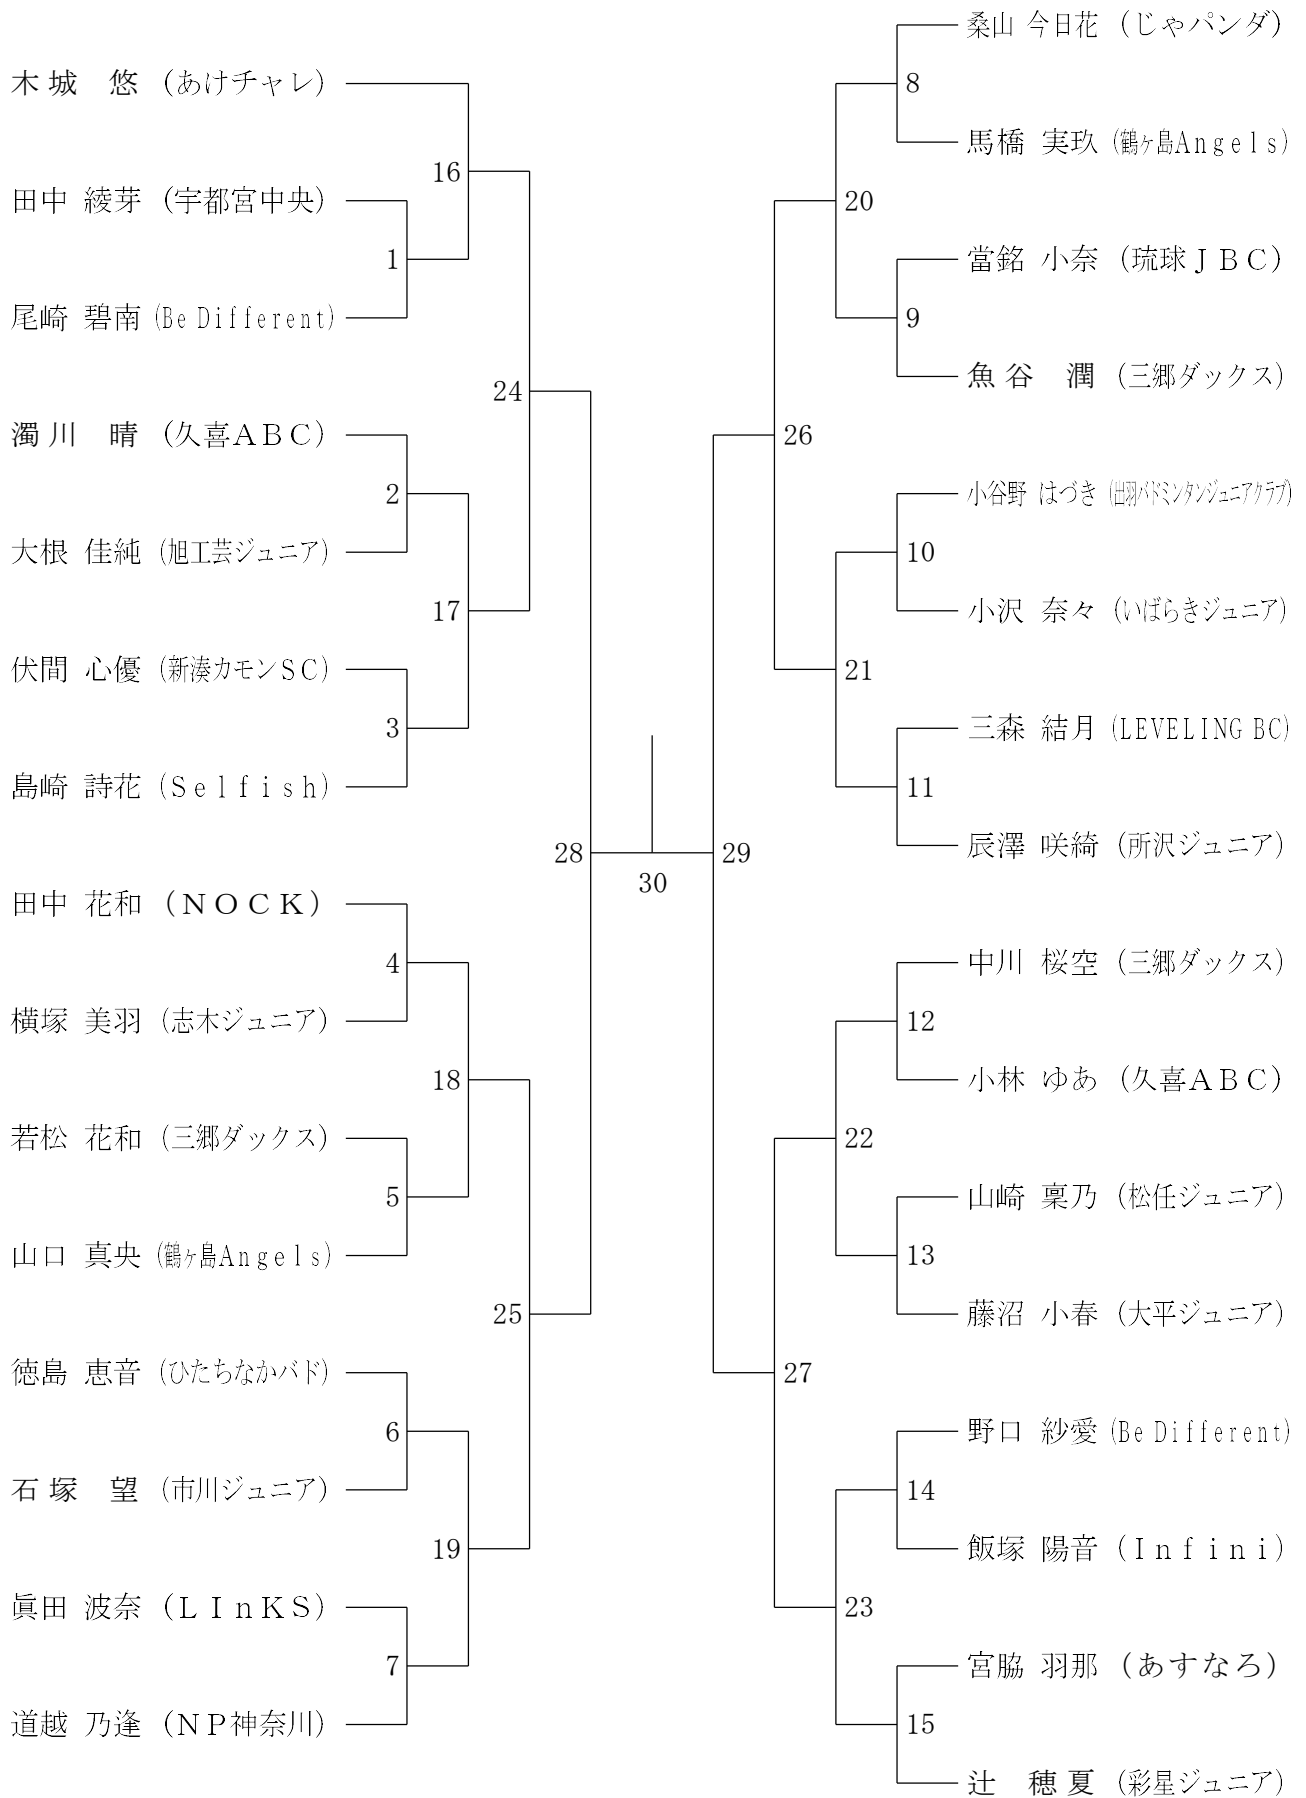 木城 悠 (あけチャレ)
16
田中 綾芽 (宇都宮中央)
1
尾崎 碧南 (Be Different)
24
濁川 晴 (久喜ABC)
2
大根 佳純 (旭工芸ジュニア)
17
伏間 心優 (新湊カモンSC)
3
島崎 詩花 (Selfish)
28
田中 花和 (NOCK)
4
横塚 美羽 (志木ジュニア)
18
若松 花和 (三郷ダックス)
5
山口 真央 (鶴ヶ島Angels)
25
徳島 恵音 (ひたちなかバド)
6
石塚 望 (市川ジュニア)
19
眞田 波奈 (LInKS)
7
道越 乃逢 (NP神奈川)
30
桑山 今日花 (じゃパンダ)
8
馬橋 実玖 (鶴ヶ島Angels)
20
當銘 小奈 (琉球JBC)
9
魚谷 潤 (三郷ダックス)
26
小谷野 はづき (出羽バドミンタンジュニアクラブ)
10
小沢 奈々 (いばらきジュニア)
21
三森 結月 (LEVELING BC)
11
辰澤 咲綺 (所沢ジュニア)
29
中川 桜空 (三郷ダックス)
12
小林 ゆあ (久喜ABC)
22
山崎 稟乃 (松任ジュニア)
13
藤沼 小春 (大平ジュニア)
27
野口 紗愛 (Be Different)
14
飯塚 陽音 (Infini)
23
宮脇 羽那 (あすなろ)
15
辻 穂夏 (彩星ジュニア)